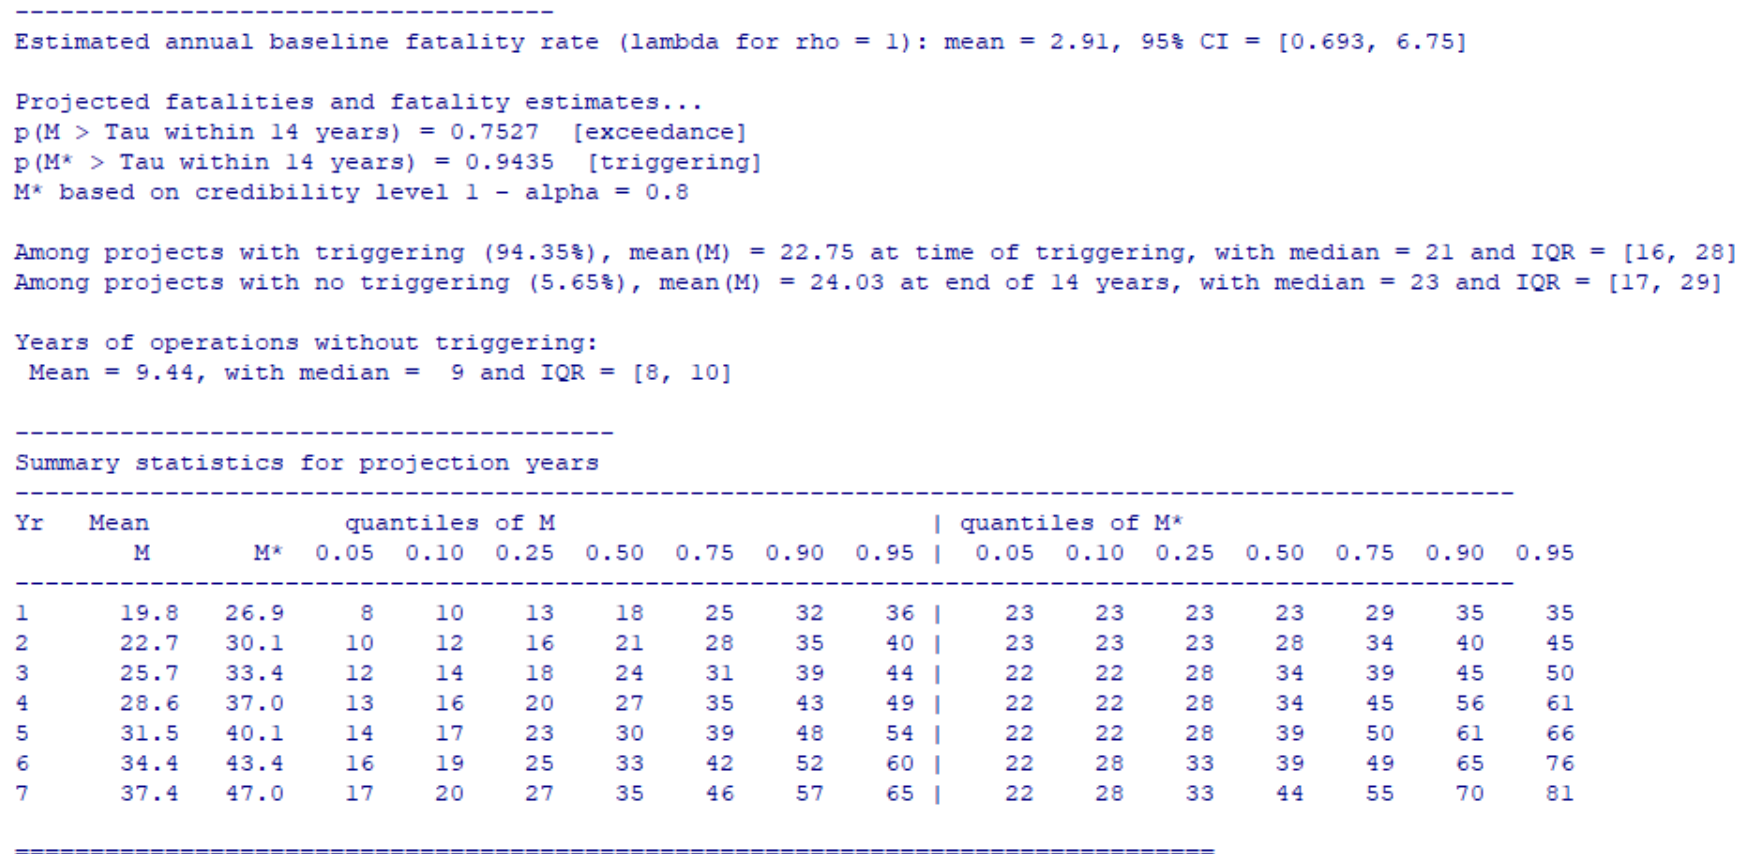 ------------------------------------
Estimated annual baseline fatality rate (lambda for rho = 1): mean = 2.91, 95% CI = [0.693, 6.75]

Projected fatalities and fatality estimates...
p(M > Tau within 14 years) = 0.7527  [exceedance]
p(M* > Tau within 14 years) = 0.9435  [triggering]
M* based on credibility level 1 - alpha = 0.8

Among projects with triggering (94.35%), mean(M) = 22.75 at time of triggering, with median = 21 and IQR = [16, 28]
Among projects with no triggering (5.65%), mean(M) = 24.03 at end of 14 years, with median = 23 and IQR = [17, 29]

Years of operations without triggering:
 Mean = 9.44, with median =  9 and IQR = [8, 10]

----------------------------------------
Summary statistics for projection years
----------------------------------------------------------------------------------------------------
Yr   Mean             quantiles of M                         | quantiles of M*
        M       M*  0.05  0.10  0.25  0.50  0.75  0.90  0.95 |  0.05  0.10  0.25  0.50  0.75  0.90  0.95
----------------------------------------------------------------------------------------------------
1      19.8   26.9     8    10    13    18    25    32    36 |    23    23    23    23    29    35    35
2      22.7   30.1    10    12    16    21    28    35    40 |    23    23    23    28    34    40    45
3      25.7   33.4    12    14    18    24    31    39    44 |    22    22    28    34    39    45    50
4      28.6   37.0    13    16    20    27    35    43    49 |    22    22    28    34    45    56    61
5      31.5   40.1    14    17    23    30    39    48    54 |    22    22    28    39    50    61    66
6      34.4   43.4    16    19    25    33    42    52    60 |    22    28    33    39    49    65    76
7      37.4   47.0    17    20    27    35    46    57    65 |    22    28    33    44    55    70    81

================================================================================